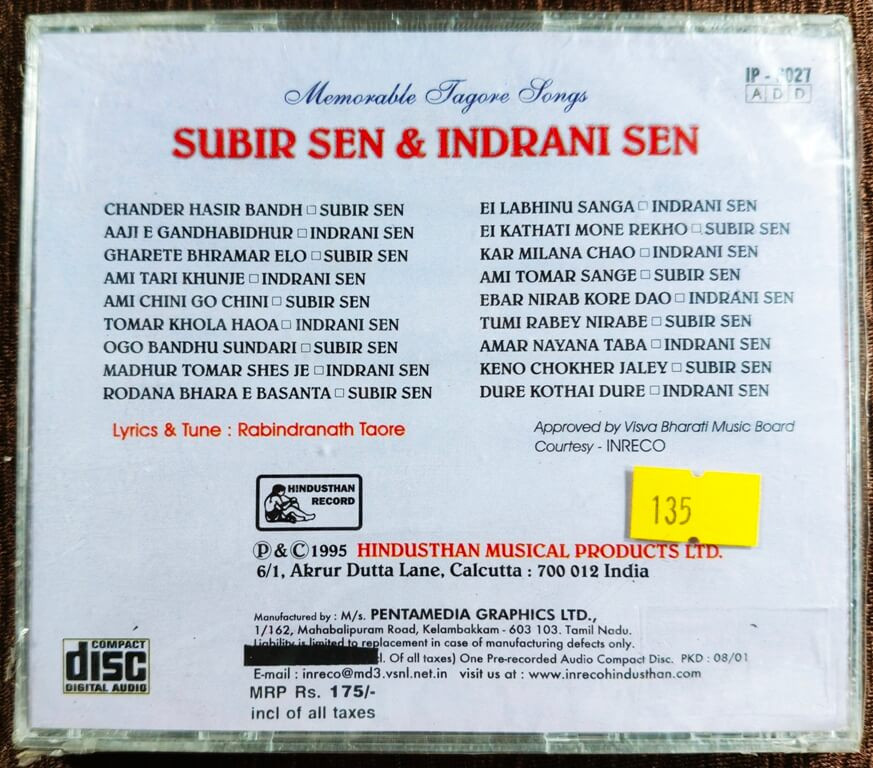 Memorable Tagore Songs
IP - 027
A D D
SUBIR SEN & INDRANI SEN
CHANDER HASIR BANDH □ SUBIR SEN
AAJI E GANDHABIDHUR □ INDRANI SEN
GHARETE BHRAMAR ELO □ SUBIR SEN
AMI TARI KHUNJE □ INDRANI SEN
AMI CHINI GO CHINI □ SUBIR SEN
TOMAR KHOLA HAOA □ INDRANI SEN
OGO BANDHU SUNDARI □ SUBIR SEN
MADHUR TOMAR SHES JE □ INDRANI SEN
RODANA BHARA E BASANTA □ SUBIR SEN
EI LABHINU SANGA □ INDRANI SEN
EI KATHATI MONE REKHO □ SUBIR SEN
KAR MILANA CHAO □ INDRANI SEN
AMI TOMAR SANGE □ SUBIR SEN
EBAR NIRAB KORE DAO □ INDRANI SEN
TUMI RABEY NIRABE □ SUBIR SEN
AMAR NAYANA TABA □ INDRANI SEN
KENO CHOKHER JALEY □ SUBIR SEN
DURE KOTHAI DURE □ INDRANI SEN
Lyrics & Tune : Rabindranath Taore
Approved by Visva Bharati Music Board
Courtesy - INRECO
HINDUSTHAN
RECORD
135
Ⓟ & Ⓒ 1995 HINDUSTHAN MUSICAL PRODUCTS LTD.
6/1, Akrur Dutta Lane, Calcutta : 700 012 India
Manufactured by : M/s. PENTAMEDIA GRAPHICS LTD.,
1/162, Mahabalipuram Road, Kelambakkam - 603 103. Tamil Nadu.
Liability is limited to replacement in case of manufacturing defects only.
l. Of all taxes) One Pre-recorded Audio Compact Disc. PKD : 08/01
E-mail : inreco@md3.vsnl.net.in visit us at : www.inrecohindusthan.com
MRP Rs. 175/-
incl of all taxes
COMPACT
disc
DIGITAL AUDIO